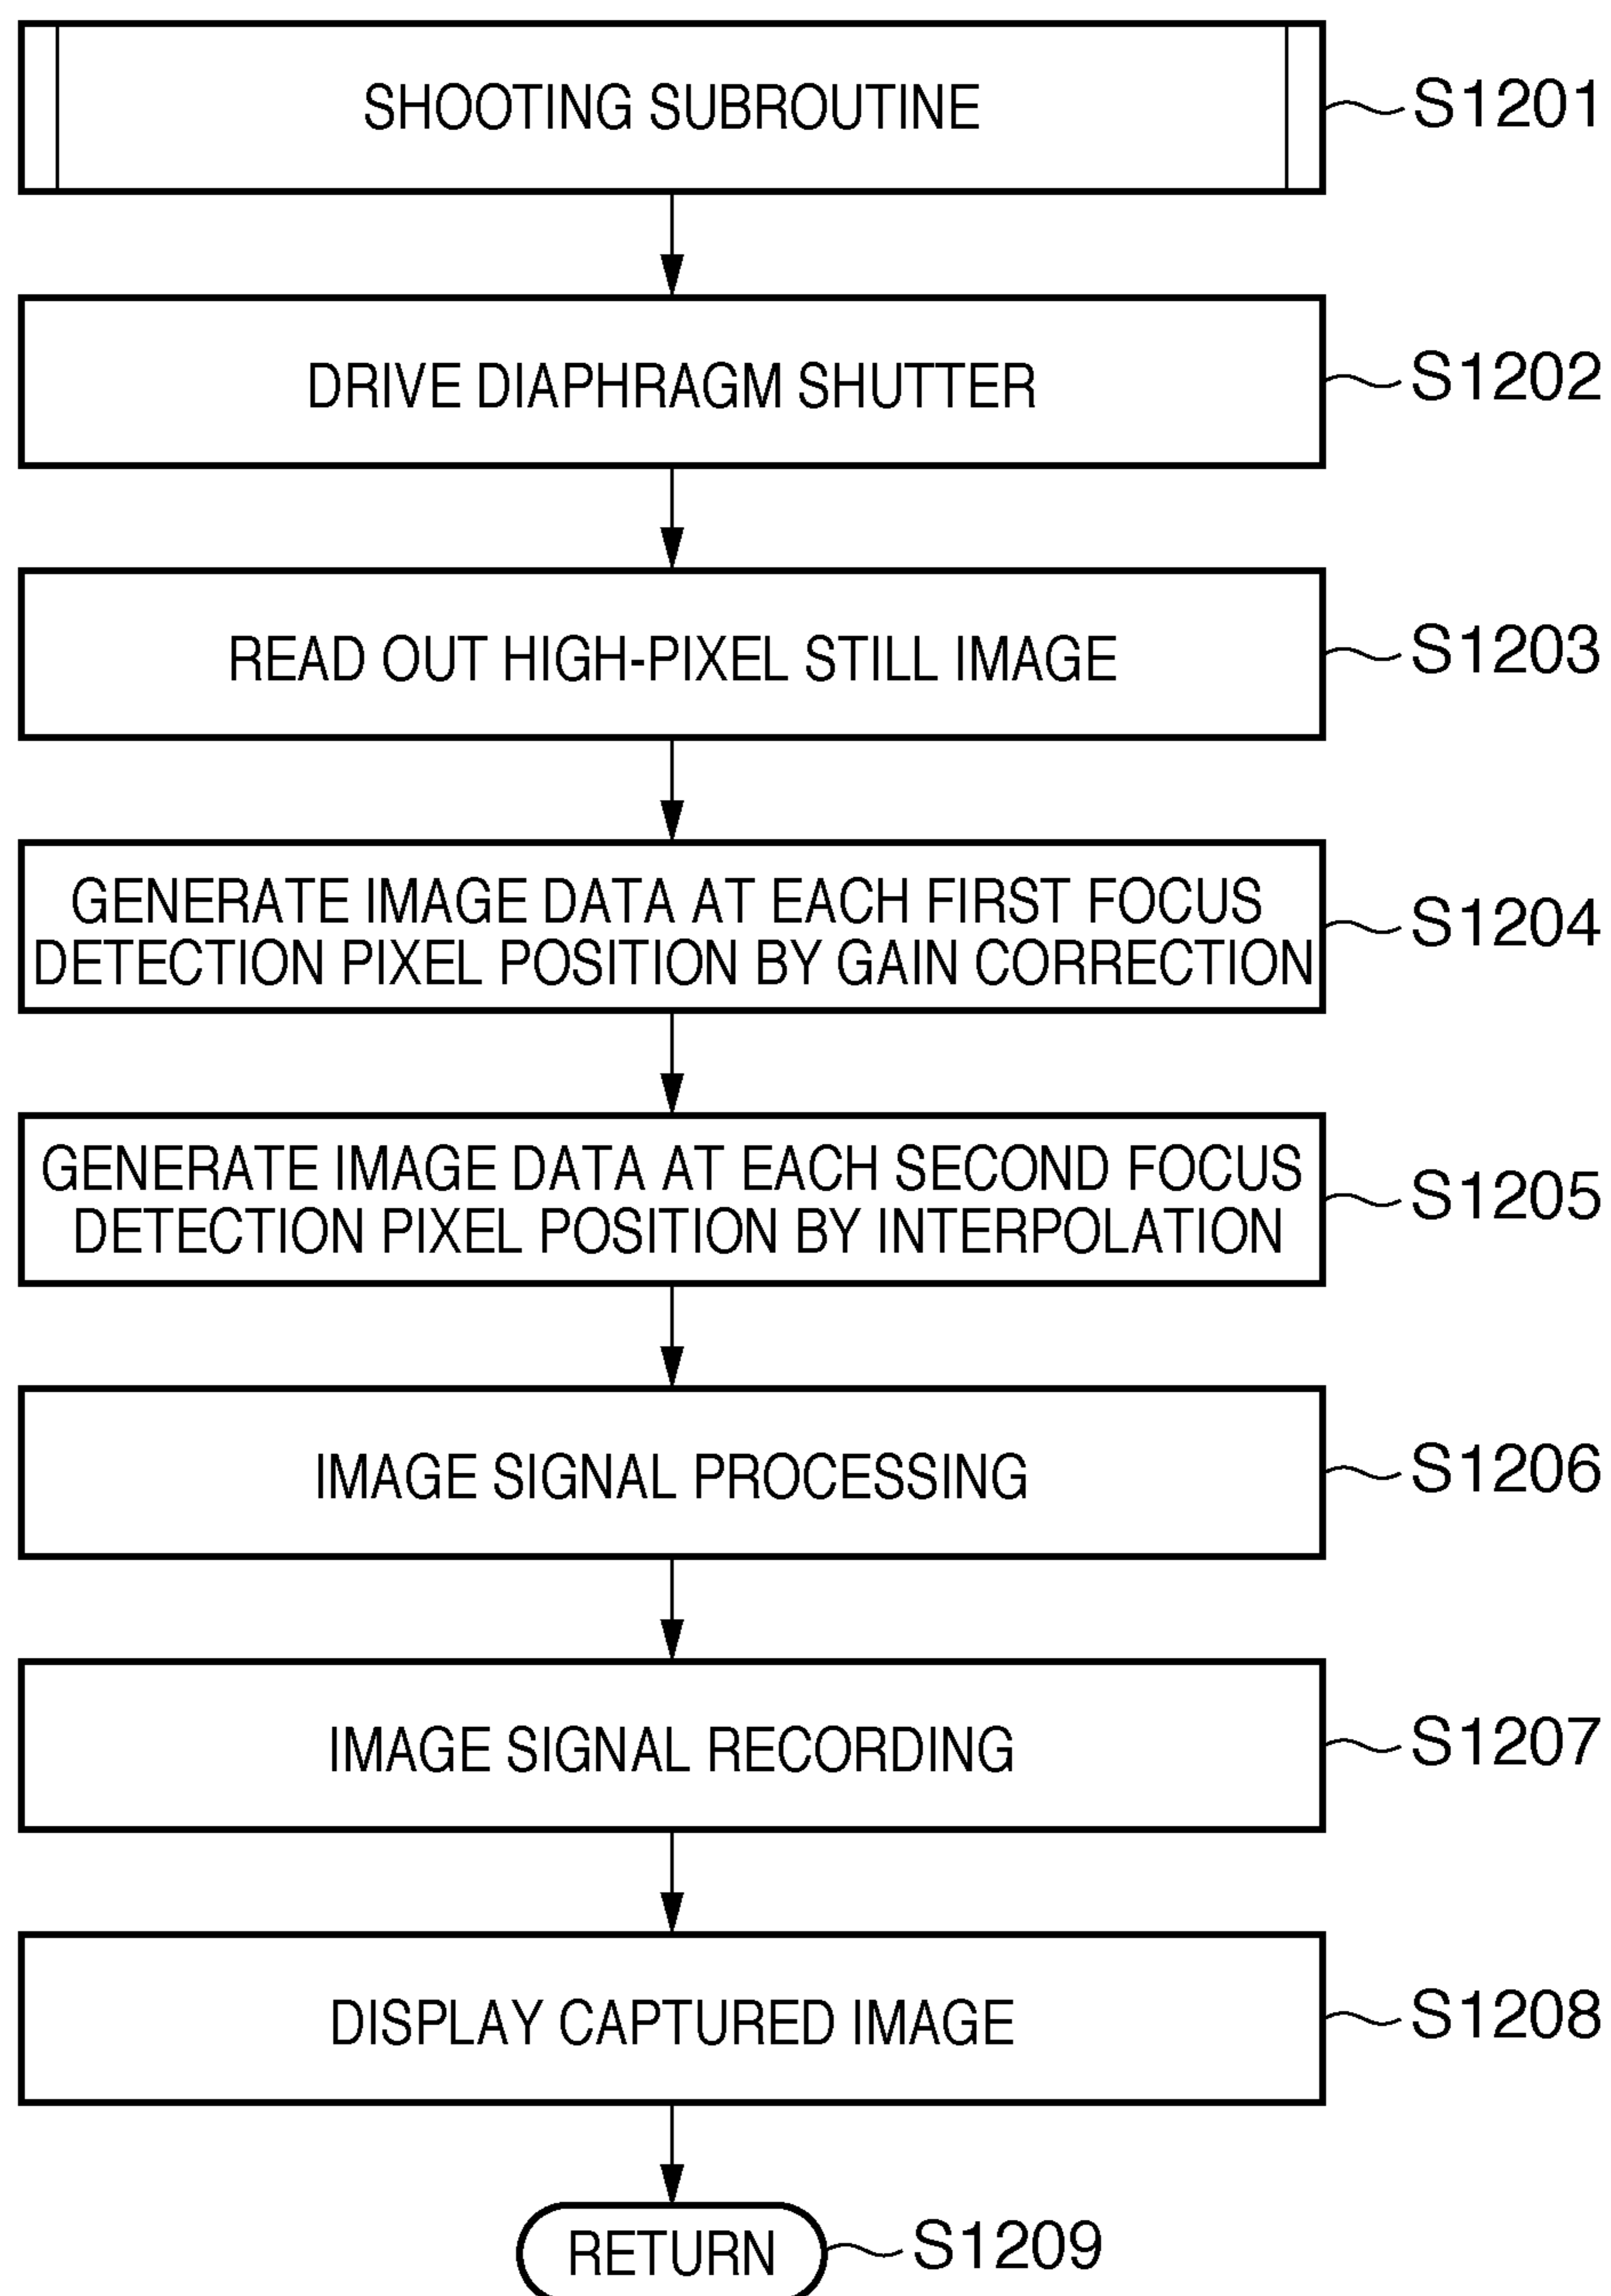 SHOOTING SUBROUTINE S1201
DRIVE DIAPHRAGM SHUTTER S1202
READ OUT HIGH-PIXEL STILL IMAGE S1203
GENERATE IMAGE DATA AT EACH FIRST FOCUS
DETECTION PIXEL POSITION BY GAIN CORRECTION
S1204
GENERATE IMAGE DATA AT EACH SECOND FOCUS
DETECTION PIXEL POSITION BY INTERPOLATION
S1205
IMAGE SIGNAL PROCESSING S1206
IMAGE SIGNAL RECORDING S1207
DISPLAY CAPTURED IMAGE S1208
RETURN S1209